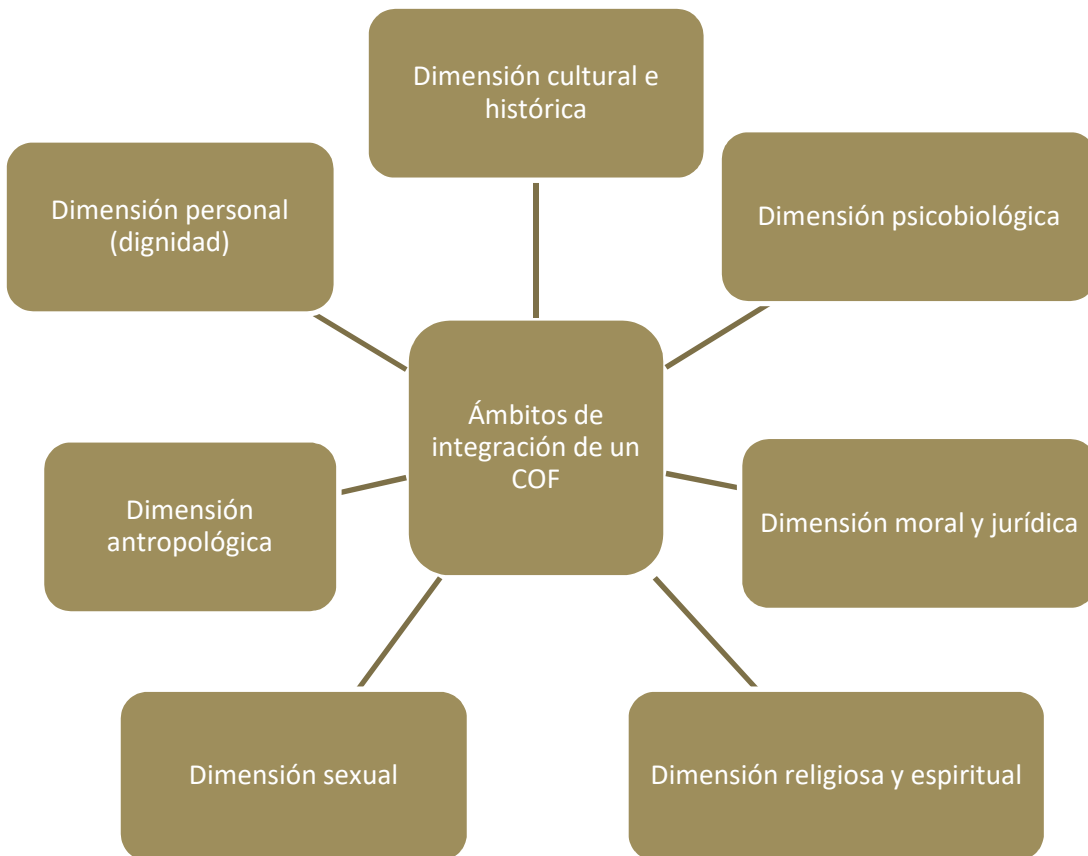 Dimensión cultural e
histórica
Dimensión personal
(dignidad)
Dimensión psicobiológica
Ámbitos de
integración de un
COF
Dimensión
antropológica
Dimensión moral y jurídica
Dimensión sexual
Dimensión religiosa y espiritual